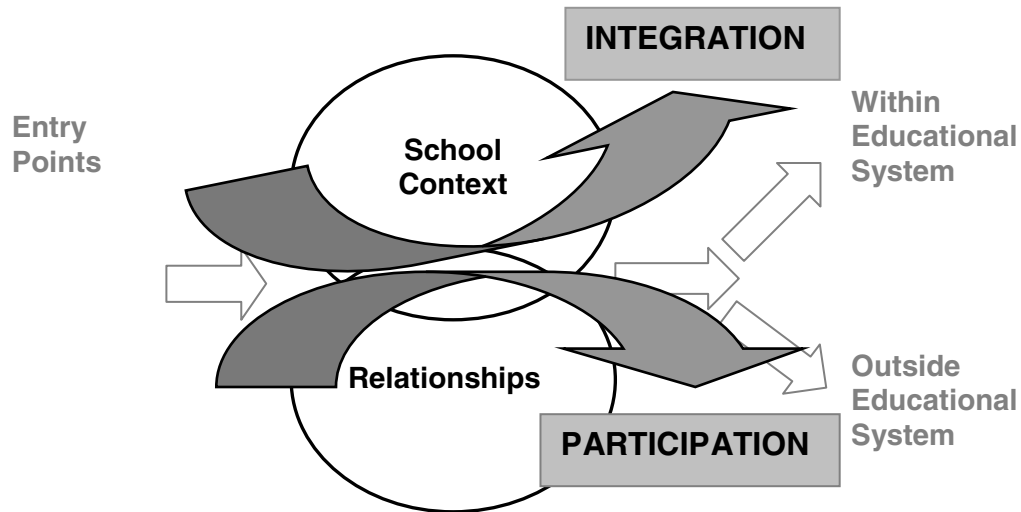 INTEGRATION
Entry
Points
School
Context
Within
Educational
System
Relationships
Outside
Educational
System
PARTICIPATION